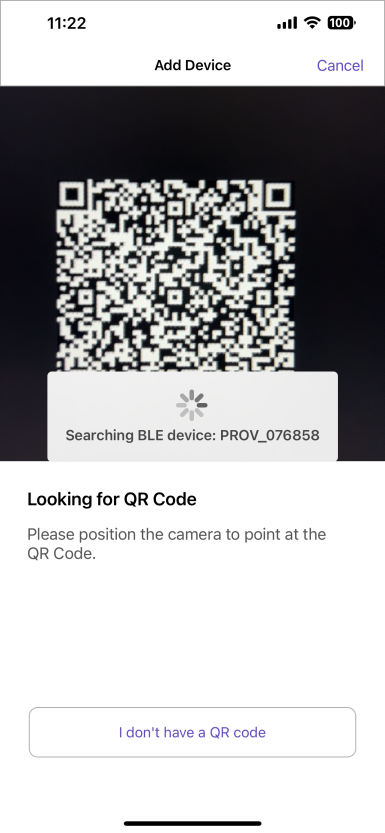 11:22
100
Add Device
Cancel
Searching BLE device: PROV_076858
Looking for QR Code
Please position the camera to point at the
QR Code.
I don't have a QR code